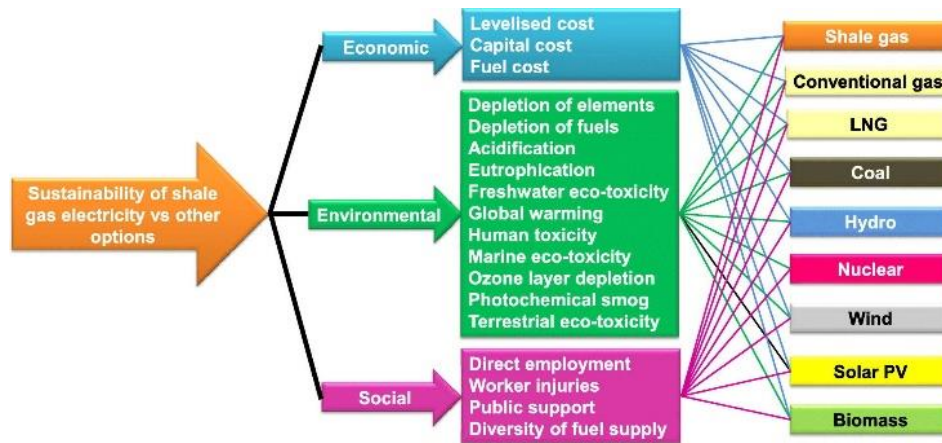 Sustainability of shale
gas electricity vs other
options
Economic
Levelised cost
Capital cost
Fuel cost
Environmental
Depletion of elements
Depletion of fuels
Acidification
Eutrophication
Freshwater eco-toxicity
Global warming
Human toxicity
Marine eco-toxicity
Ozone layer depletion
Photochemical smog
Terrestrial eco-toxicity
Social
Direct employment
Worker injuries
Public support
Diversity of fuel supply
Shale gas
Conventional gas
LNG
Coal
Hydro
Nuclear
Wind
Solar PV
Biomass